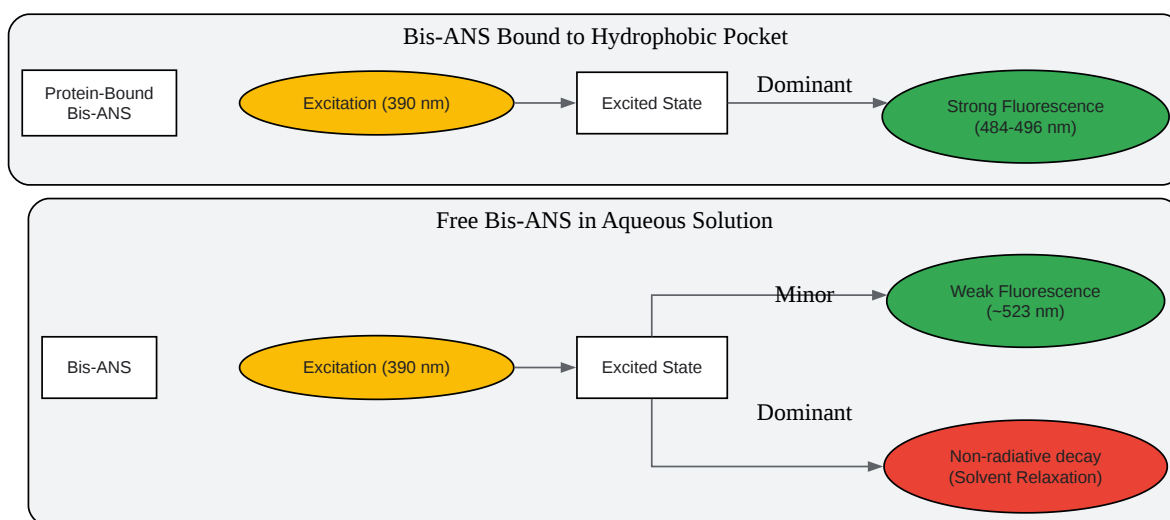 Bis-ANS Bound to Hydrophobic Pocket
Protein-Bound
Bis-ANS
Excitation (390 nm)
Excited State
Dominant
Strong Fluorescence
(484-496 nm)
Free Bis-ANS in Aqueous Solution
Bis-ANS
Excitation (390 nm)
Excited State
Minor
Weak Fluorescence
(~523 nm)
Dominant
Non-radiative decay
(Solvent Relaxation)